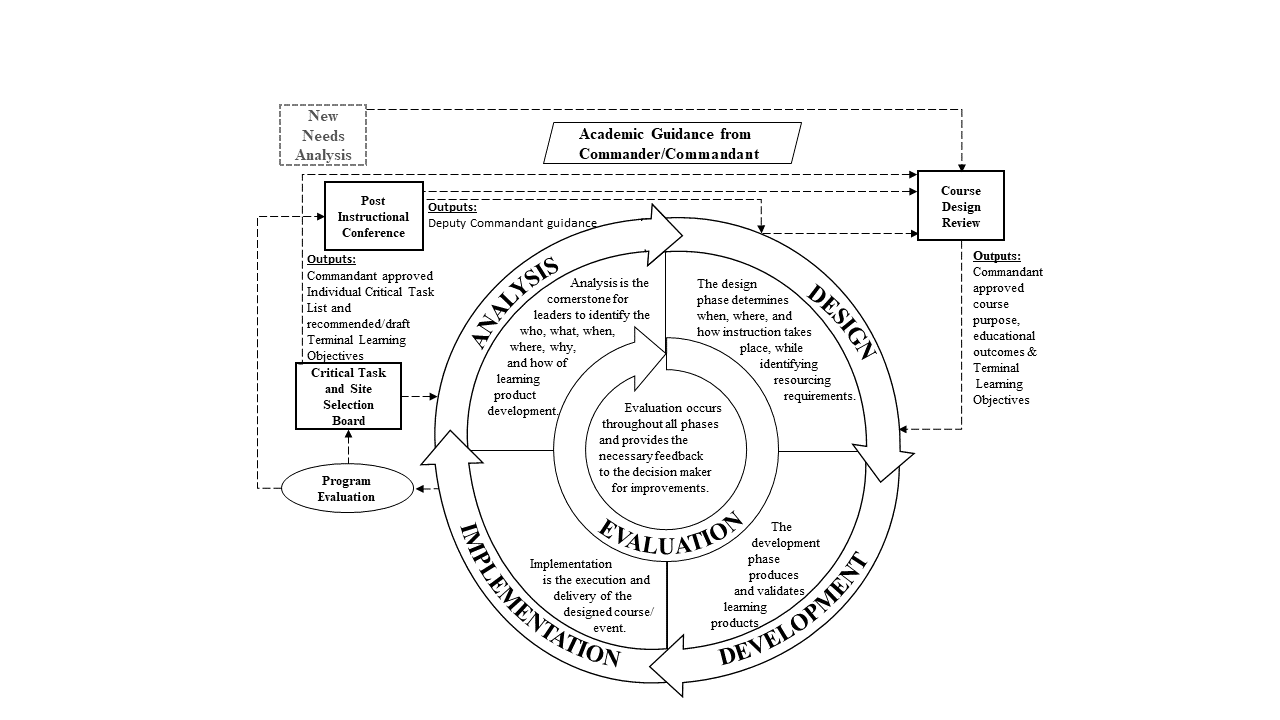 New
Needs
Analysis
Academic Guidance from
Commander/Commandant
Post
Instructional
Conference
Outputs:
Deputy Commandant guidance
Course
Design
Review
Outputs:
Commandant approved
Individual Critical Task
List and
recommended/draft
Terminal Learning
Objectives
Critical Task
and Site
Selection
Board
Program
Evaluation
Outputs:
Commandant
approved
course
purpose,
educational
outcomes &
Terminal
Learning
Objectives
ANALYSIS
Analysis is the
cornerstone for
leaders to identify the
who, what, when,
where, why,
and how of
learning
product
development.
DESIGN
The design
phase determines
when, where, and
how instruction takes
place, while
identifying
resourcing
requirements.
Evaluation occurs
throughout all phases
and provides the
necessary feedback
to the decision maker
for improvements.
EVALUATION
IMPLEMENTATION
Implementation
is the execution and
delivery of the
designed course/
event.
The
development
phase
produces
and validates
learning
products.
DEVELOPMENT